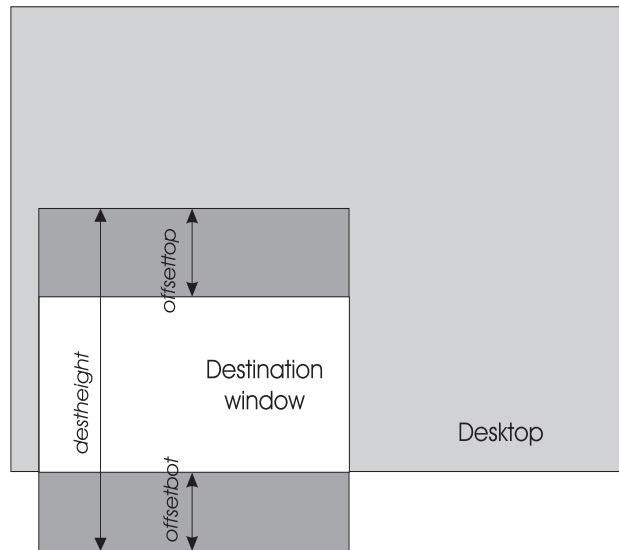 offsettop
destheight
Destination
window
Desktop
offsetbot